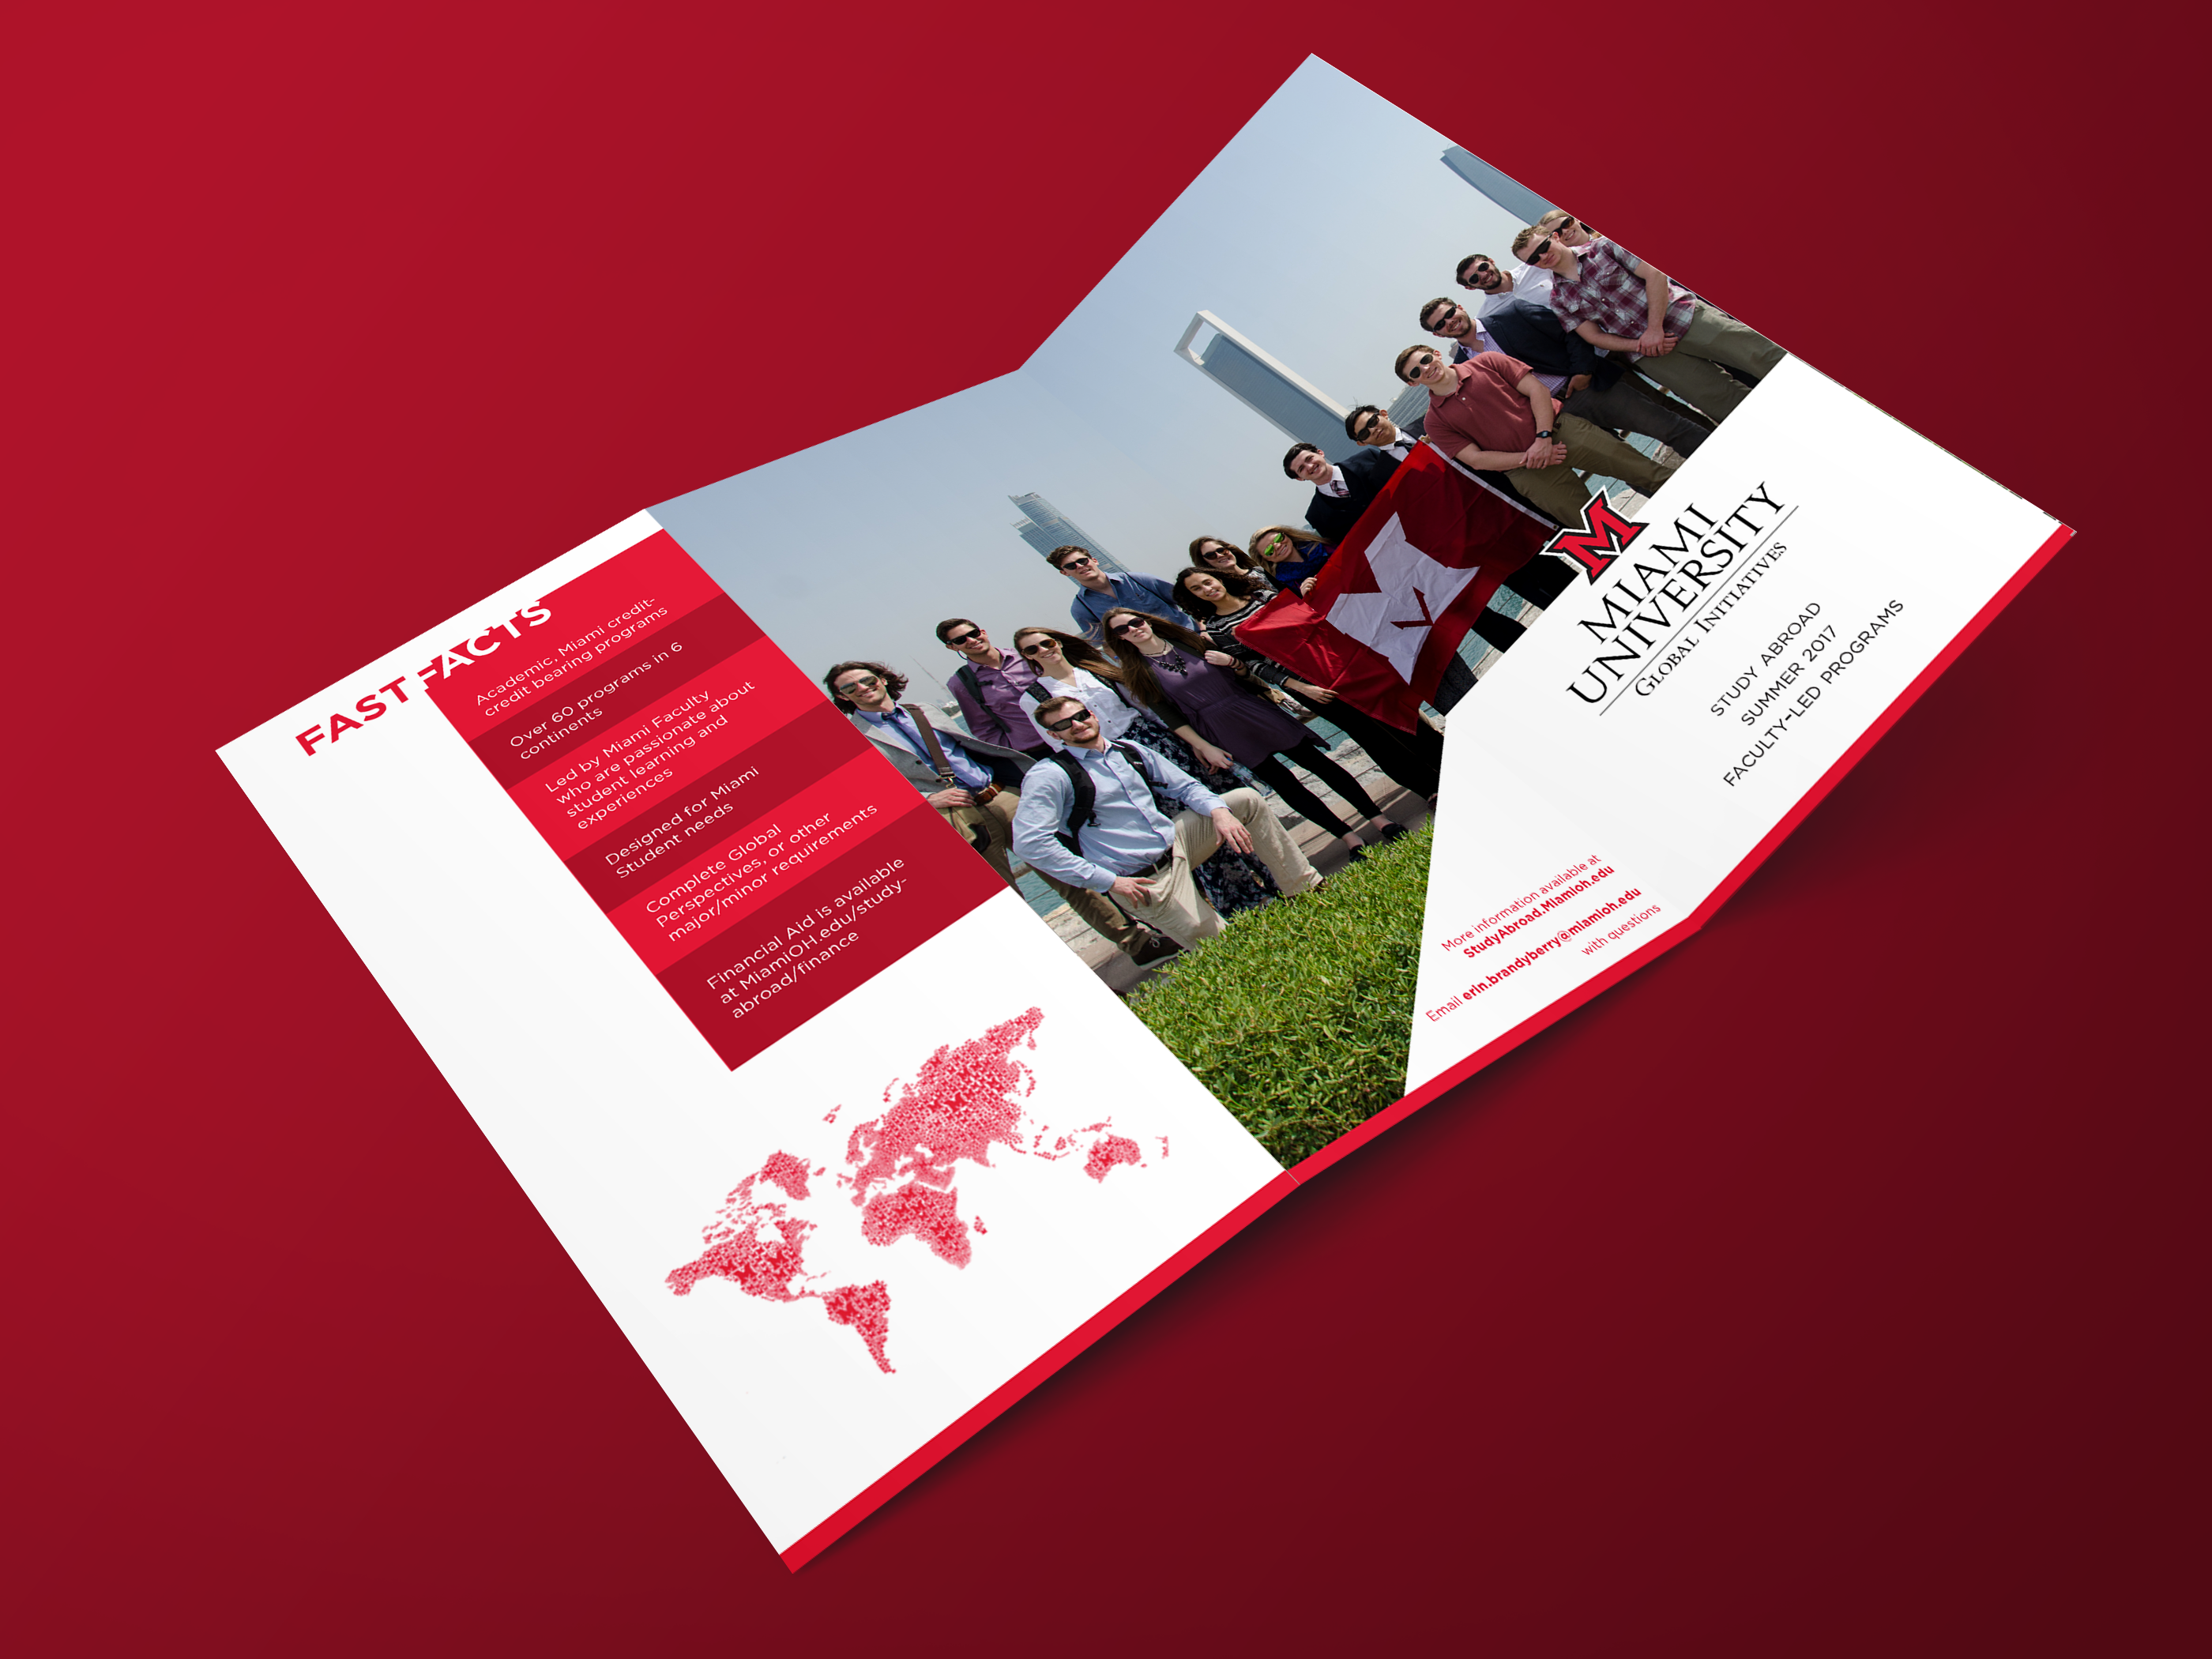 FAST FACTS
Academic, Miami credit-
credit bearing programs
Over 60 programs in 6
continents
Led by Miami Faculty
who are passionate about
student learning and
experiences
Designed for Miami
Student needs
Complete Global
Perspectives, or other
major/minor requirements
Financial Aid is available
at MiamiOH.edu/study-
abroad/finance
M
M
MIAMI
UNIVERSITY
GLOBAL INITIATIVES
STUDY ABROAD
SUMMER 2017
FACULTY-LED PROGRAMS
More information available at
StudyAbroad.Miamioh.edu
Email erin.brandyberry@miamioh.edu
with questions